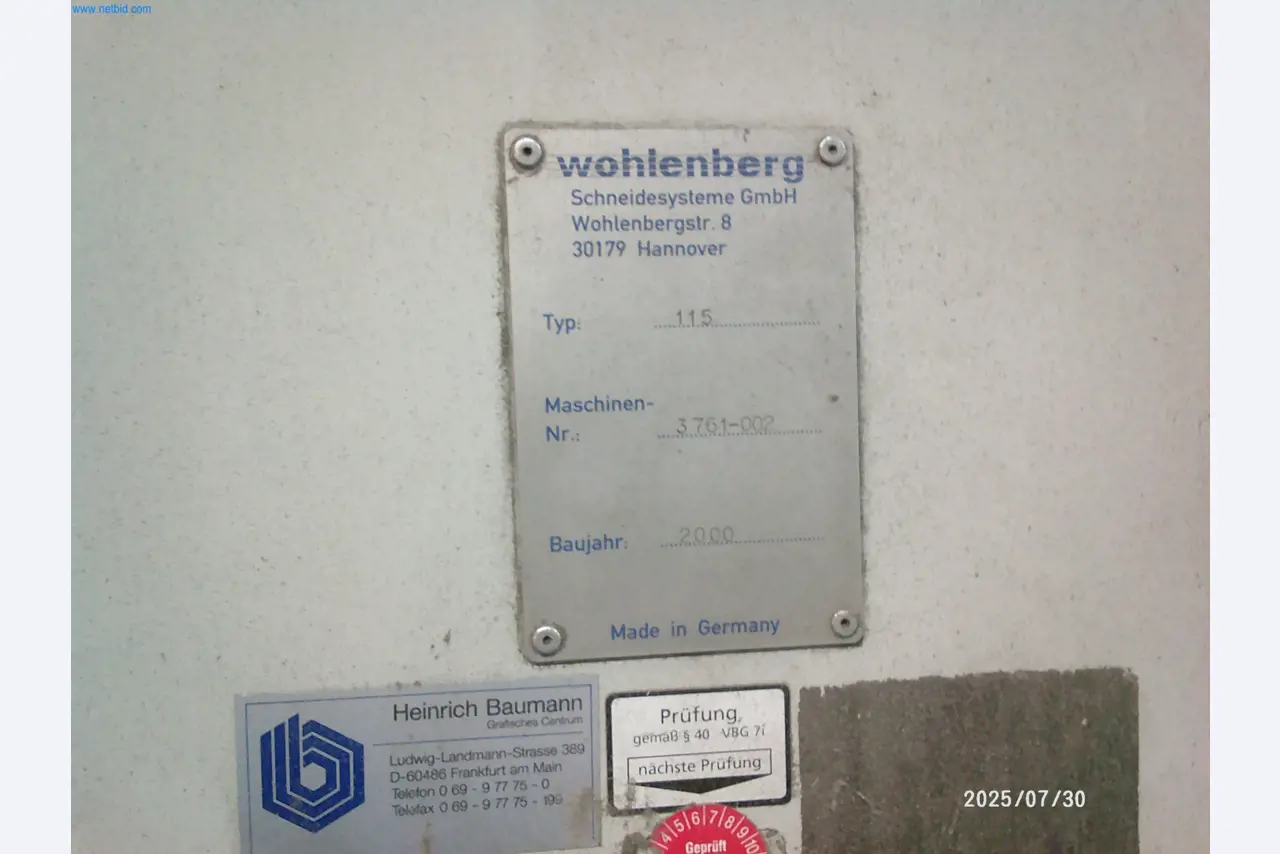 www.netbid.com
wohlenberg
Schneidesysteme GmbH
Wohlenbergstr. 8
30179 Hannover
Typ: 115
Maschinen-
Nr.: 3761-002
Baujahr: 2000
Made in Germany
Heinrich Baumann
Grafisches Centrum
Ludwig-Landmann-Strasse 389
D-60486 Frankfurt am Main
Telefon 0 69 - 9 77 75 - 0
Telefax 0 69 - 9 77 75 - 199
Prüfung,
gemäß § 40 VBG 7i
nächste Prüfung
4 5 6 7 8 9 10
Geprüft
2025/07/30